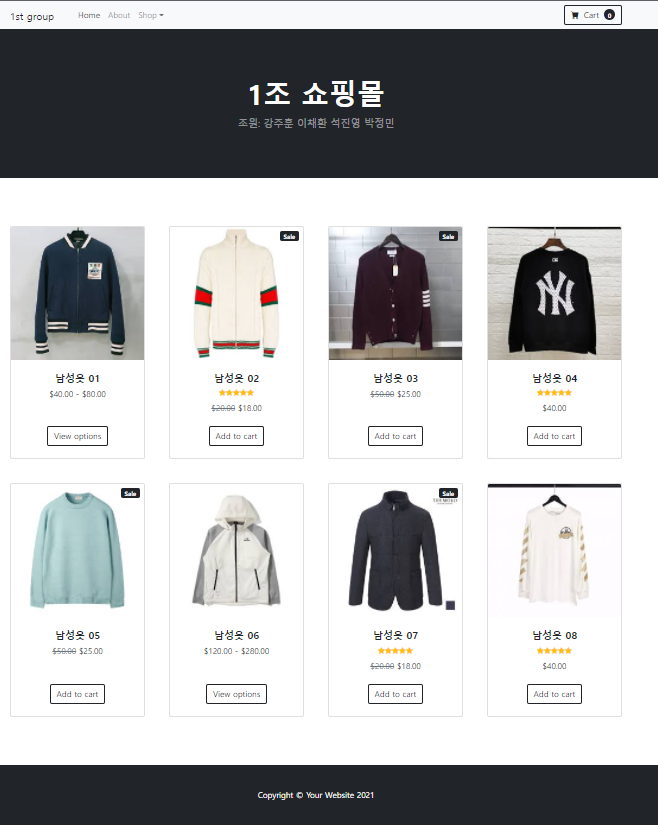 1st group Home About Shop Cart 0
1조 쇼핑몰
조원: 강주훈 이채환 석진영 박정민
Sale Sale
NY
남성옷 01 남성옷 02 남성옷 03 남성옷 04
$40.00 - $80.00 $20.00 $18.00 $50.00 $25.00 $40.00
View options Add to cart Add to cart Add to cart
Sale Sale
남성옷 05 남성옷 06 남성옷 07 남성옷 08
$50.00 $25.00 $120.00 - $280.00 $20.00 $18.00 $40.00
Add to cart View options Add to cart Add to cart
Copyright © Your Website 2021